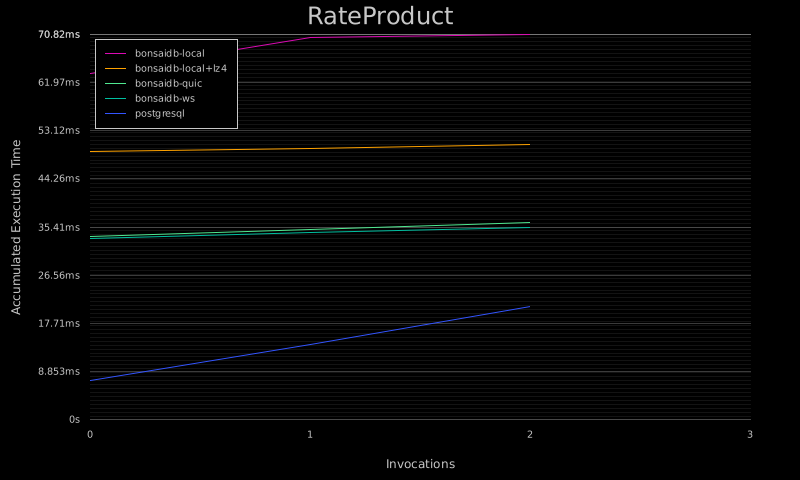 RateProduct
70.82ms
61.97ms
53.12ms
44.26ms
35.41ms
26.56ms
17.71ms
8.853ms
0s
bonsaidb-local
bonsaidb-local+lz4
bonsaidb-quic
bonsaidb-ws
postgresql
Accumulated Execution Time
0 1 2 3
Invocations